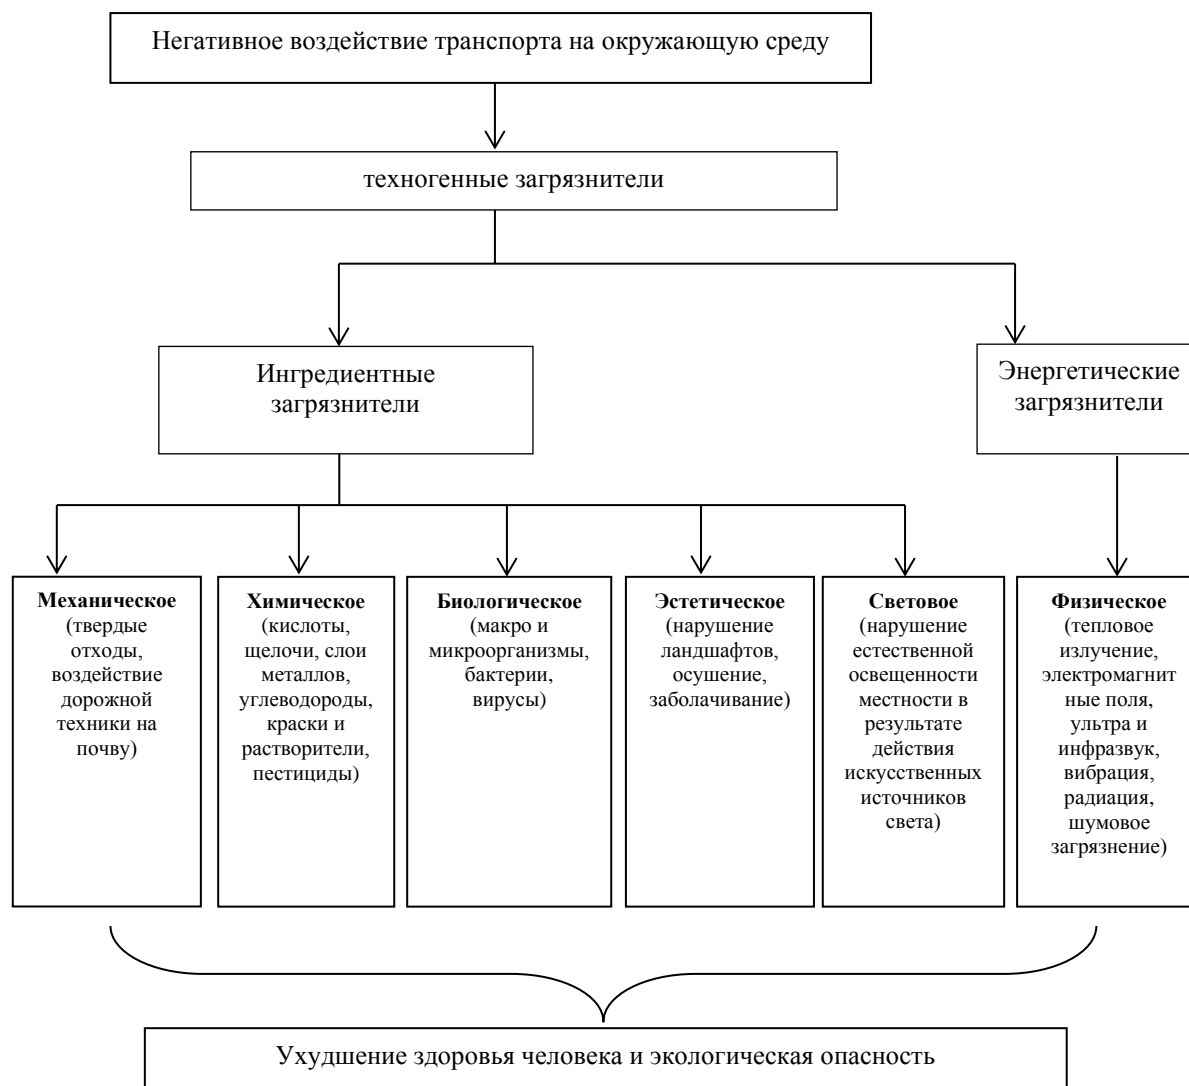 Негативное воздействие транспорта на окружающую среду
техногенные загрязнители
Ингредиентные
загрязнители
Энергетические
загрязнители
Механическое
(твердые
отходы,
воздействие
дорожной
техники на
почву)
Химическое
(кислоты,
щелочи, слои
металлов,
углеводороды,
краски и
растворители,
пестициды)
Биологическое
(макро и
микроорганизмы,
бактерии,
вирусы)
Эстетическое
(нарушение
ландшафтов,
осушение,
заболачивание)
Световое
(нарушение
естественной
освещенности
местности в
результате
действия
искусственных
источников
света)
Физическое
(тепловое
излучение,
электромагнит
ные поля,
ультра и
инфразвук,
вибрация,
радиация,
шумовое
загрязнение)
Ухудшение здоровья человека и экологическая опасность